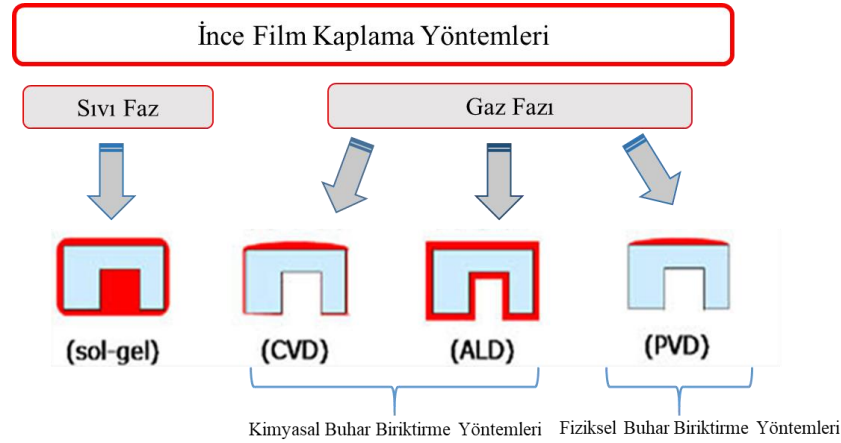 İnce Film Kaplama Yöntemleri
Sıvı Faz
Gaz Fazı
(sol-gel)
(CVD)
(ALD)
(PVD)
Kimyasal Buhar Biriktirme Yöntemleri
Fiziksel Buhar Biriktirme Yöntemleri